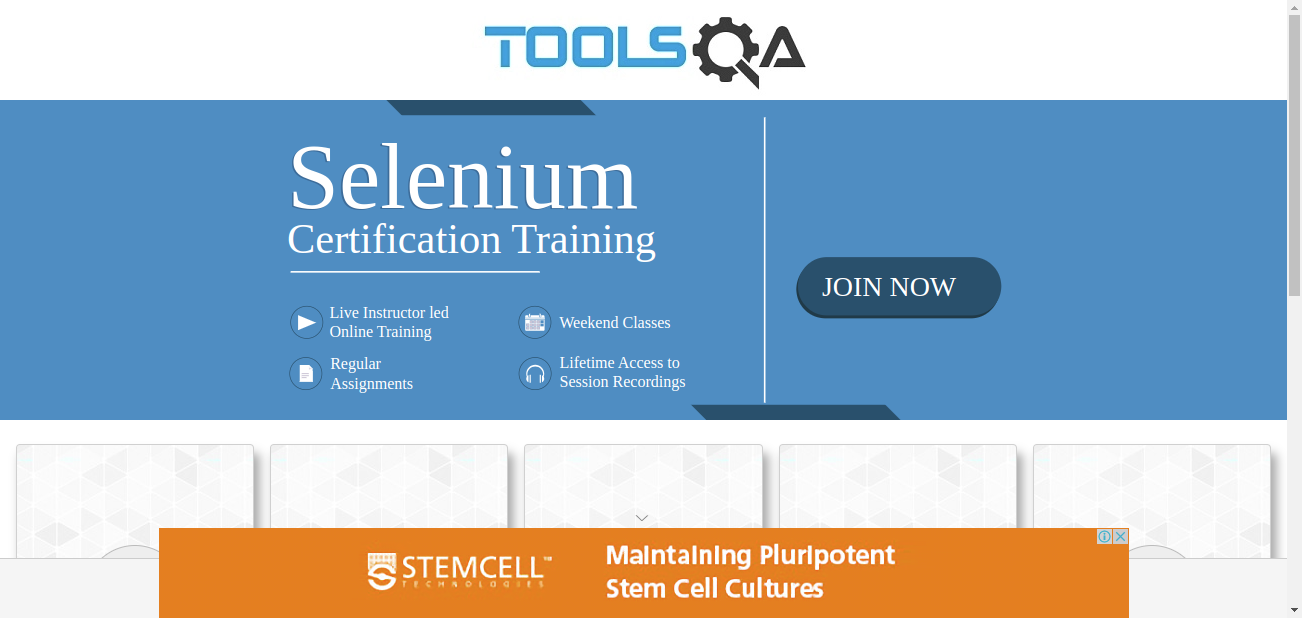 TOOLSQA
Selenium
Certification Training
JOIN NOW
Live Instructor led
Online Training
Weekend Classes
Regular
Assignments
Lifetime Access to
Session Recordings
STEMCELL™
TECHNOLOGIES
Maintaining Pluripotent
Stem Cell Cultures